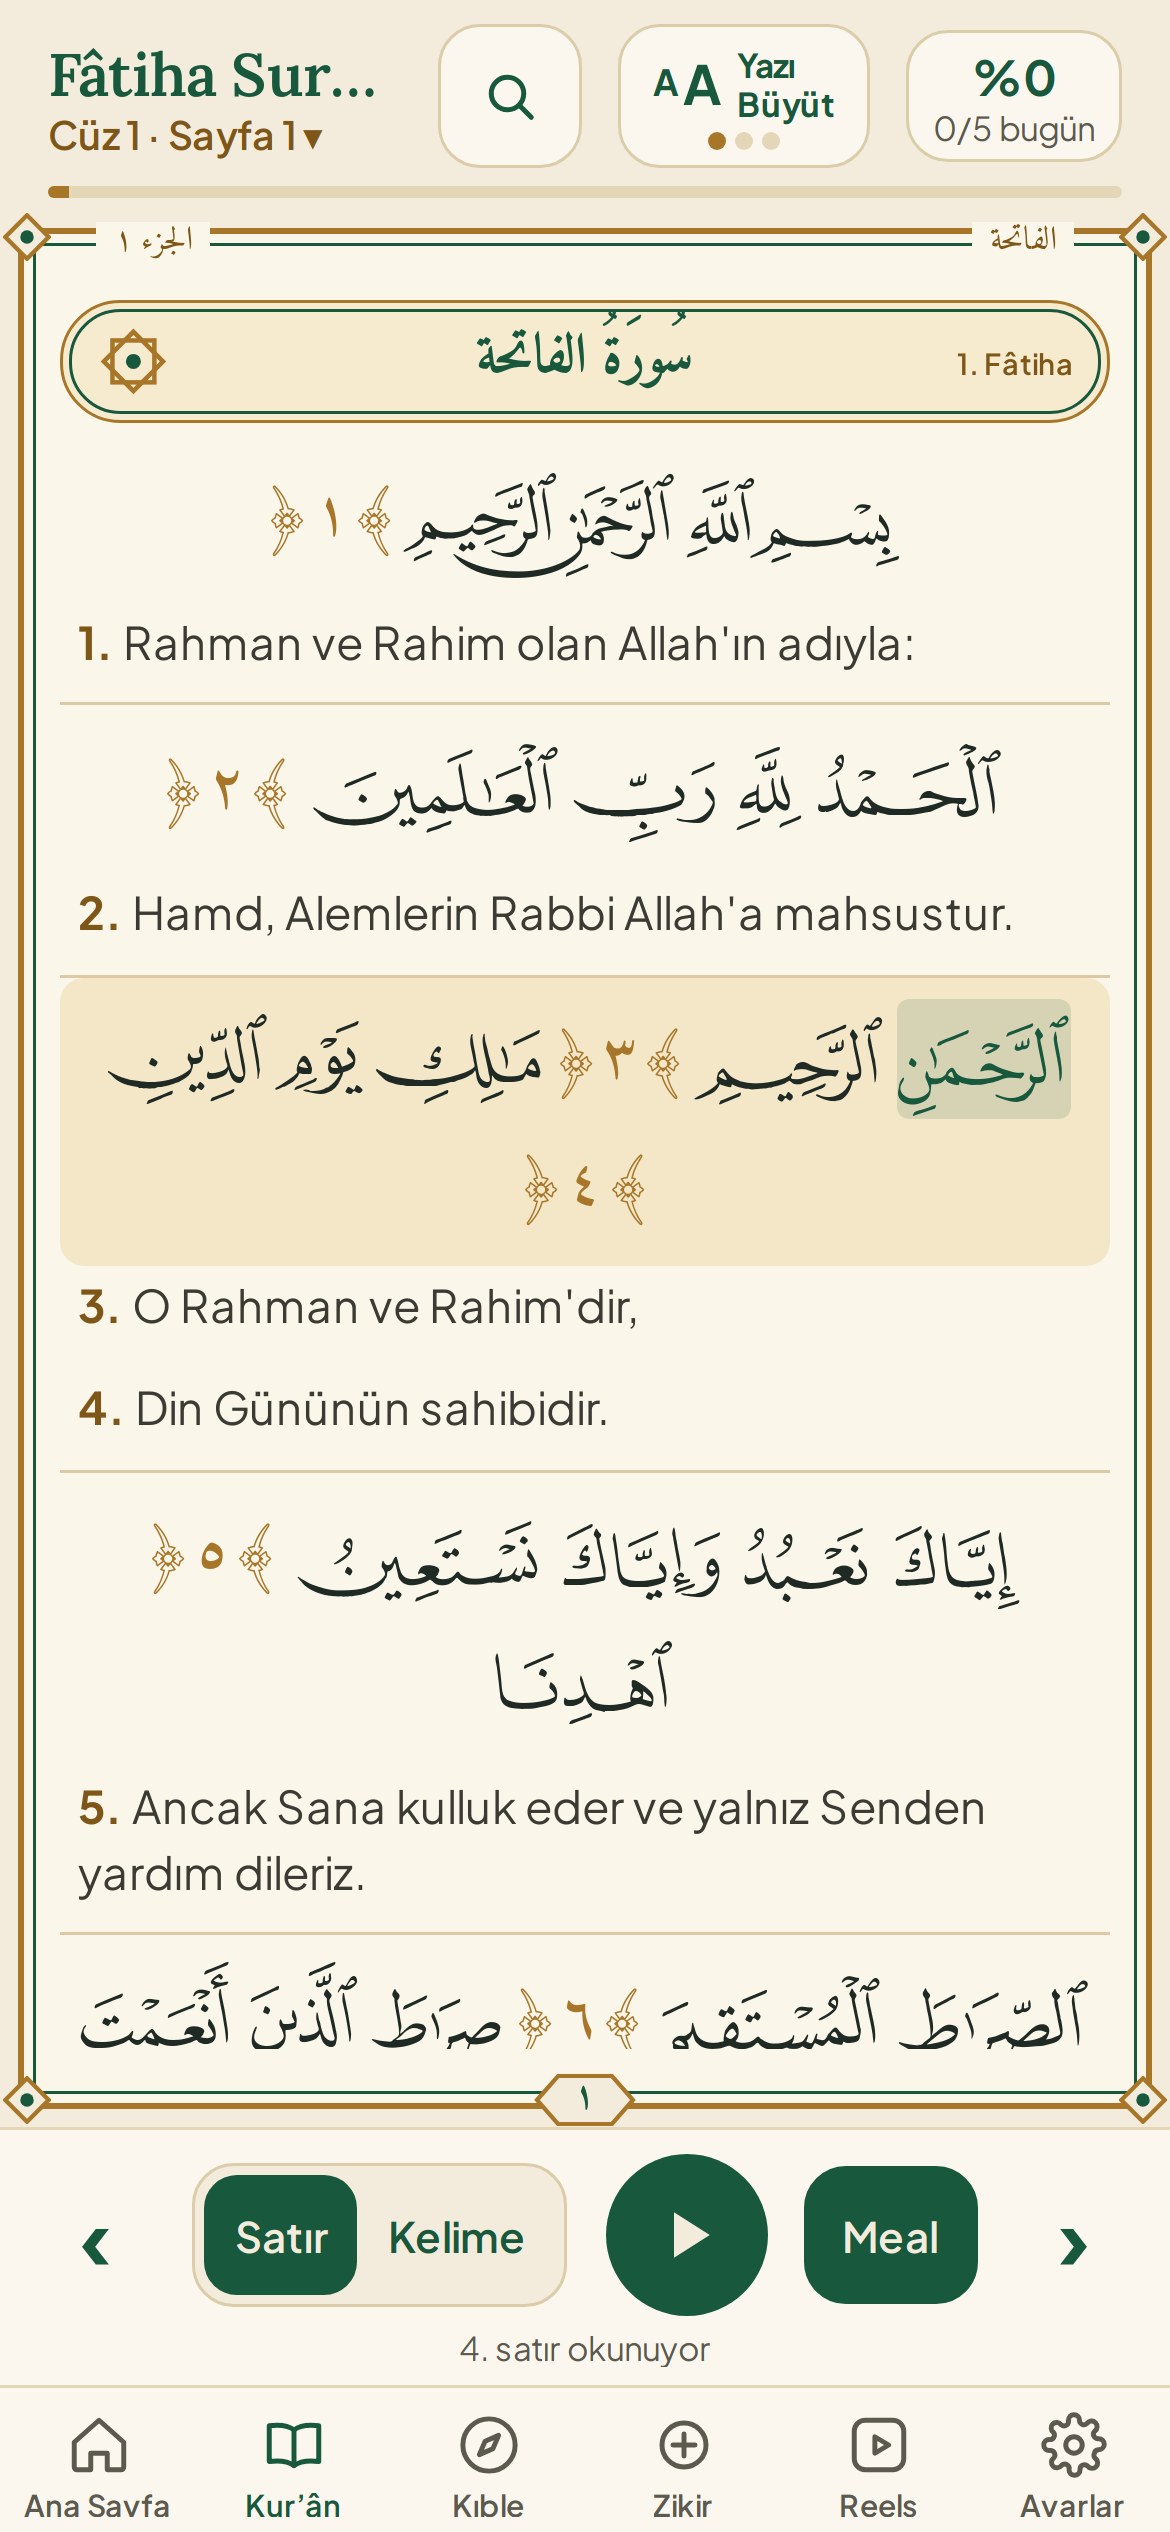 Fâtiha Sur...
Cüz 1 · Sayfa 1 ▾
AA Yazı Büyüt
%0
0/5 bugün
الجزء ١
الفاتحة
سُورَةُ الفاتحة
1. Fâtiha
بِسْمِ ٱللَّهِ ٱلرَّحْمَٰنِ ٱلرَّحِيمِ ﴿١﴾
1. Rahman ve Rahim olan Allah'ın adıyla:
ٱلْحَمْدُ لِلَّهِ رَبِّ ٱلْعَٰلَمِينَ ﴿٢﴾
2. Hamd, Alemlerin Rabbi Allah'a mahsustur.
ٱلرَّحْمَٰنِ ٱلرَّحِيمِ ﴿٣﴾ مَٰلِكِ يَوْمِ ٱلدِّينِ
﴿٤﴾
3. O Rahman ve Rahim'dir,
4. Din Gününün sahibidir.
إِيَّاكَ نَعْبُدُ وَإِيَّاكَ نَسْتَعِينُ ﴿٥﴾
ٱهْدِنَا
5. Ancak Sana kulluk eder ve yalnız Senden
yardım dileriz.
ٱلصِّرَٰطَ ٱلْمُسْتَقِيمَ ﴿٦﴾ صِرَٰطَ ٱلَّذِينَ أَنْعَمْتَ
١
‹ Satır Kelime Meal ›
4. satır okunuyor
Ana Sayfa Kur'ân Kıble Zikir Reels Ayarlar